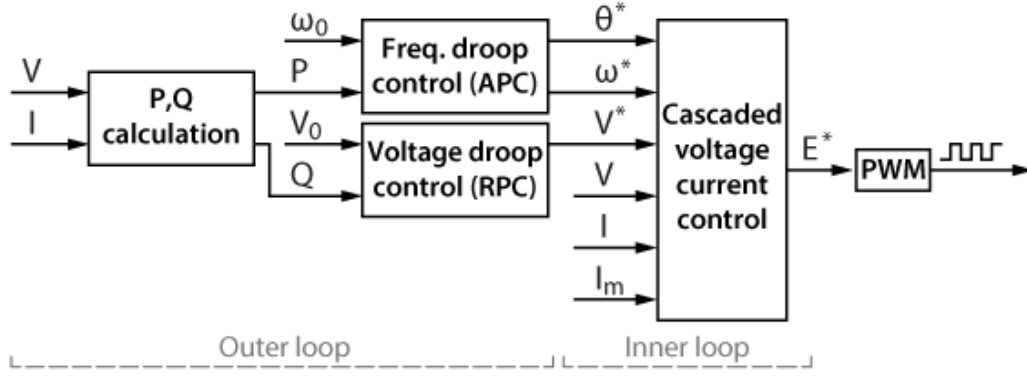 V
I
P,Q
calculation
ω₀
P
Freq. droop
control (APC)
V₀
Q
Voltage droop
control (RPC)
θ*
ω*
V*
V
I
Iₘ
Cascaded
voltage
current
control
E*
PWM
Outer loop
Inner loop